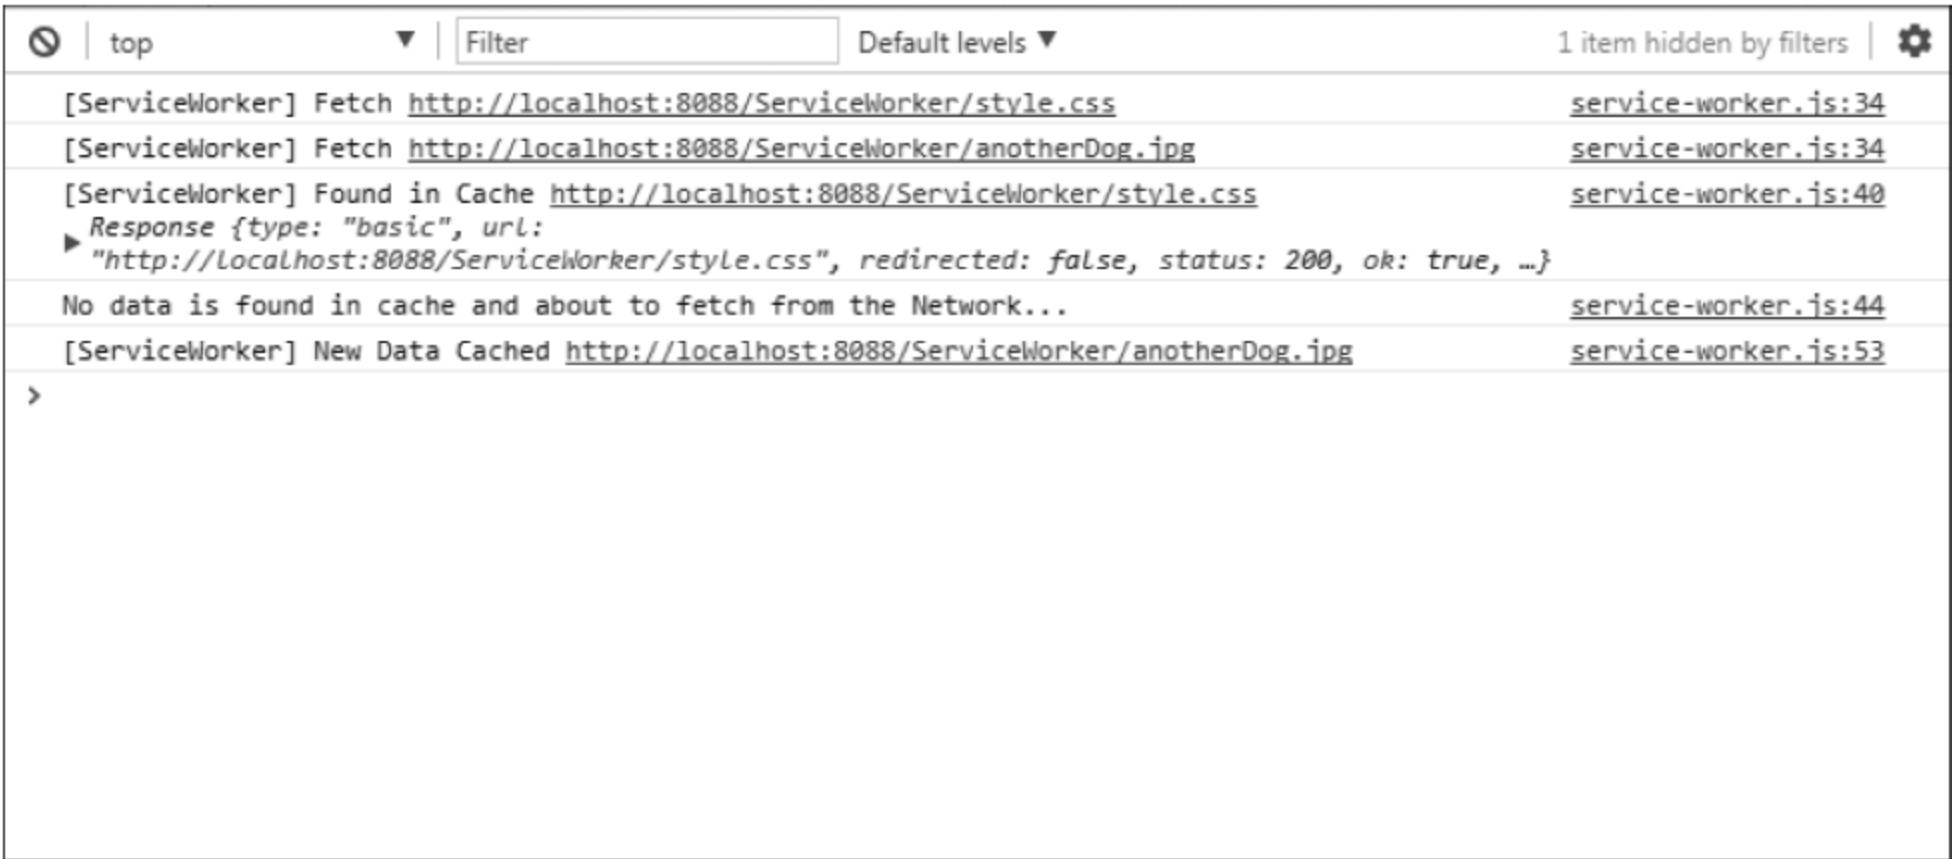 top Filter Default levels 1 item hidden by filters
[ServiceWorker] Fetch http://localhost:8088/ServiceWorker/style.css service-worker.js:34
[ServiceWorker] Fetch http://localhost:8088/ServiceWorker/anotherDog.jpg service-worker.js:34
[ServiceWorker] Found in Cache http://localhost:8088/ServiceWorker/style.css service-worker.js:40
Response {type: "basic", url:
"http://localhost:8088/ServiceWorker/style.css", redirected: false, status: 200, ok: true, …}
No data is found in cache and about to fetch from the Network... service-worker.js:44
[ServiceWorker] New Data Cached http://localhost:8088/ServiceWorker/anotherDog.jpg service-worker.js:53